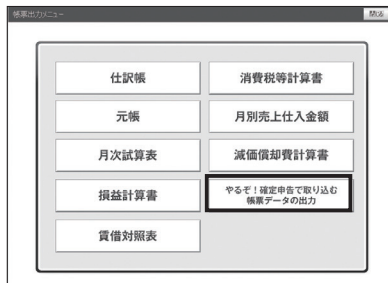 帳票出力メニュー
閉じる
仕訳帳
消費税等計算書
元帳
月別売上仕入金額
月次試算表
減価償却費計算書
損益計算書
やるぞ！確定申告で取り込む
帳票データの出力
貸借対照表